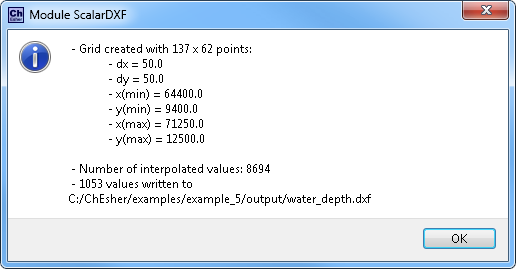 Ch
Esher
Module ScalarDXF
- Grid created with 137 x 62 points:
- dx = 50.0
- dy = 50.0
- x(min) = 64400.0
- y(min) = 9400.0
- x(max) = 71250.0
- y(max) = 12500.0
- Number of interpolated values: 8694
- 1053 values written to
C:/ChEsher/examples/example_5/output/water_depth.dxf
OK